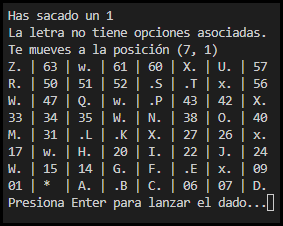 Has sacado un 1
La letra no tiene opciones asociadas.
Te mueves a la posición (7, 1)
Z. | 63 | w. | 61 | 60 | X. | U. | 57
R. | 50 | 51 | 52 | .S | .T | x. | 56
W. | 47 | Q. | w. | .P | 43 | 42 | X.
33 | 34 | 35 | W. | N. | 38 | O. | 40
M. | 31 | .L | .K | X. | 27 | 26 | x.
17 | w. | H. | 20 | I. | 22 | J. | 24
W. | 15 | 14 | G. | F. | .E | x. | 09
01 | * | A. | .B | C. | 06 | 07 | D.
Presiona Enter para lanzar el dado...